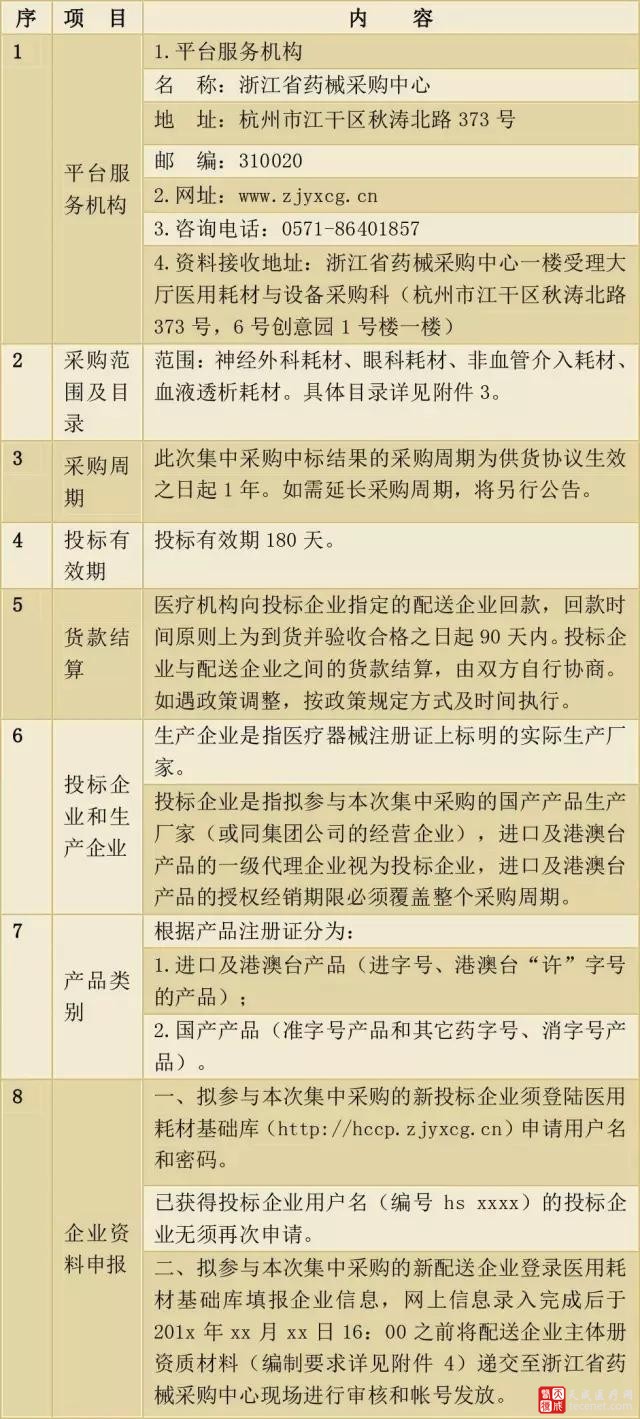 序 项 目 内 容
1 平台服务机构
1.平台服务机构
名 称：浙江省药械采购中心
地 址：杭州市江干区秋涛北路 373 号
邮 编：310020
2.网址：www.zjyxcg.cn
3.咨询电话：0571-86401857
4.资料接收地址：浙江省药械采购中心一楼受理大
厅医用耗材与设备采购科（杭州市江干区秋涛北路
373 号，6 号创意园 1 号楼一楼）
2 采购范围及目录
范围：神经外科耗材、眼科耗材、非血管介入耗材、
血液透析耗材。具体目录详见附件 3。
3 采购周期
此次集中采购中标结果的采购周期为供货协议生效
之日起 1 年。如需延长采购周期，将另行公告。
4 投标有效期
投标有效期 180 天。
5 货款结算
医疗机构向投标企业指定的配送企业回款，回款时
间原则上为到货并验收合格之日起 90 天内。投标企
业与配送企业之间的货款结算，由双方自行协商。
如遇政策调整，按政策规定方式及时间执行。
6 投标企业和生产企业
生产企业是指医疗器械注册证上标明的实际生产厂
家。
投标企业是指拟参与本次集中采购的国产产品生产
厂家（或同集团公司的经营企业），进口及港澳台
产品的一级代理企业视为投标企业，进口及港澳台
产品的授权经销期限必须覆盖整个采购周期。
7 产品类别
根据产品注册证分为：
1.进口及港澳台产品（进字号、港澳台“许”字号
的产品）；
2.国产产品（准字号产品和其它药字号、消字号产
品）。
8 企业资料申报
一、拟参与本次集中采购的新投标企业须登陆医用
耗材基础库（http://hccp.zjyxcg.cn）申请用户名
和密码。
已获得投标企业用户名（编号 hs xxxx）的投标企
业无须再次申请。
二、拟参与本次集中采购的新配送企业登录医用耗
材基础库填报企业信息，网上信息录入完成后于
201x 年 xx 月 xx 日 16：00 之前将配送企业主体册
资质材料（编制要求详见附件 4）递交至浙江省药
械采购中心现场进行审核和帐号发放。